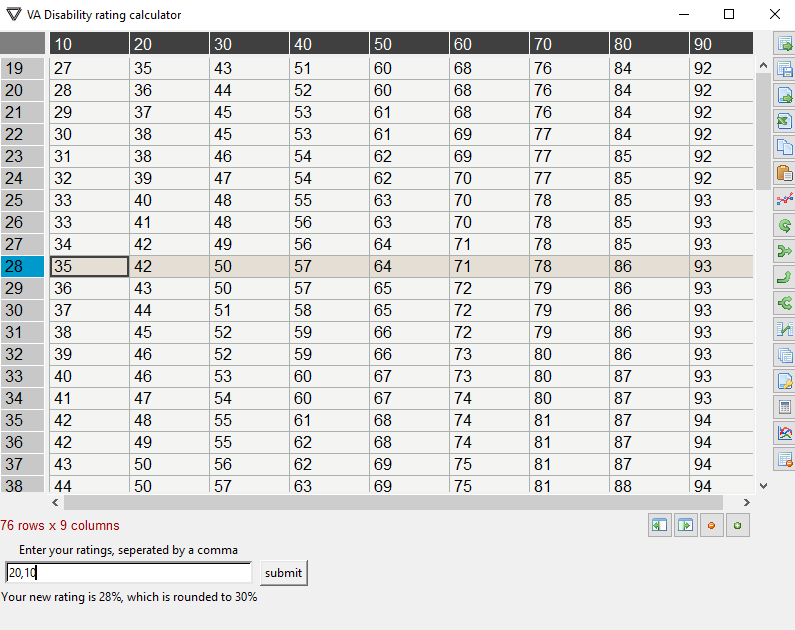 VA Disability rating calculator
10 20 30 40 50 60 70 80 90
19 27 35 43 51 60 68 76 84 92
20 28 36 44 52 60 68 76 84 92
21 29 37 45 53 61 68 76 84 92
22 30 38 45 53 61 69 77 84 92
23 31 38 46 54 62 69 77 85 92
24 32 39 47 54 62 70 77 85 92
25 33 40 48 55 63 70 78 85 93
26 33 41 48 56 63 70 78 85 93
27 34 42 49 56 64 71 78 85 93
28 35 42 50 57 64 71 78 86 93
29 36 43 50 57 65 72 79 86 93
30 37 44 51 58 65 72 79 86 93
31 38 45 52 59 66 72 79 86 93
32 39 46 52 59 66 73 80 86 93
33 40 46 53 60 67 73 80 87 93
34 41 47 54 60 67 74 80 87 93
35 42 48 55 61 68 74 81 87 94
36 42 49 55 62 68 74 81 87 94
37 43 50 56 62 69 75 81 87 94
38 44 50 57 63 69 75 81 88 94
76 rows x 9 columns
Enter your ratings, seperated by a comma
20,10
submit
Your new rating is 28%, which is rounded to 30%